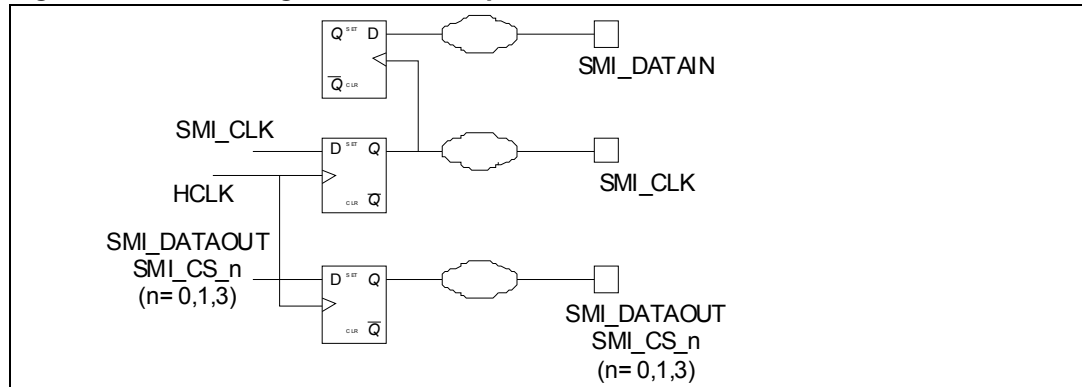 Q SET D
SMI_DATAIN
Q CLR
SMI_CLK
D SET Q
SMI_CLK
HCLK
CLR Q
SMI_DATAOUT
SMI_CS_n
(n= 0,1,3)
D SET Q
CLR Q
SMI_DATAOUT
SMI_CS_n
(n= 0,1,3)